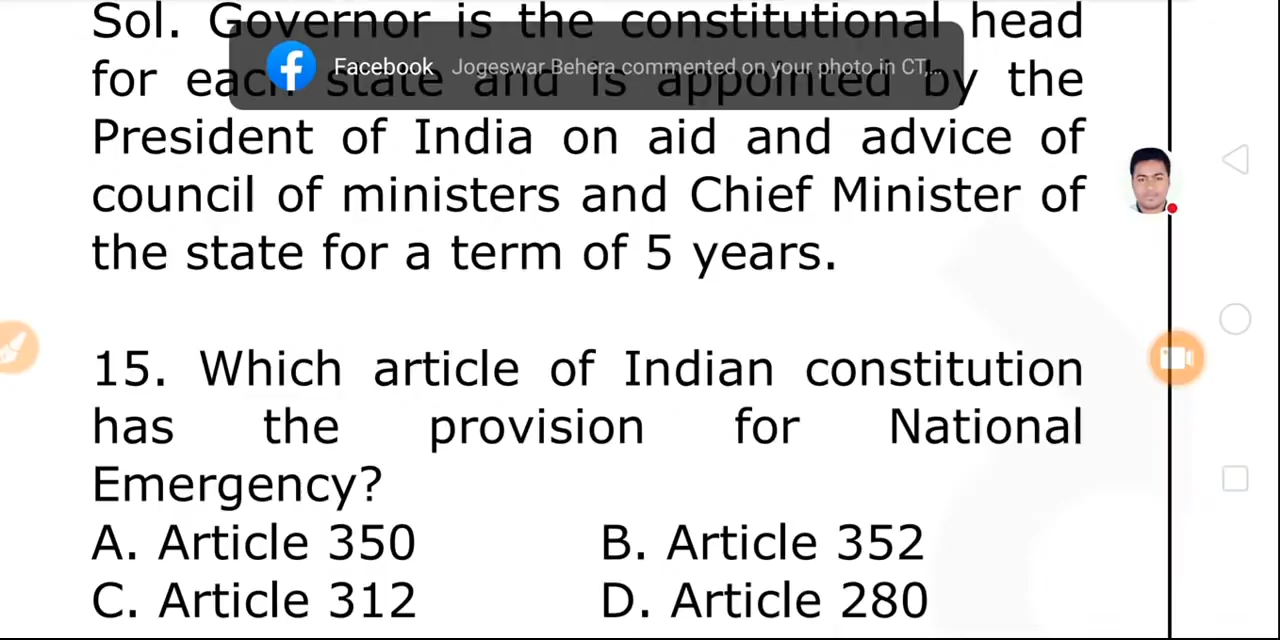 Sol. Governor is the constitutional head
Facebook Jogeswar Behera commented on your photo in CT,...
for each state and is appointed by the
President of India on aid and advice of
council of ministers and Chief Minister of
the state for a term of 5 years.
15. Which article of Indian constitution
has the provision for National
Emergency?
A. Article 350 B. Article 352
C. Article 312 D. Article 280